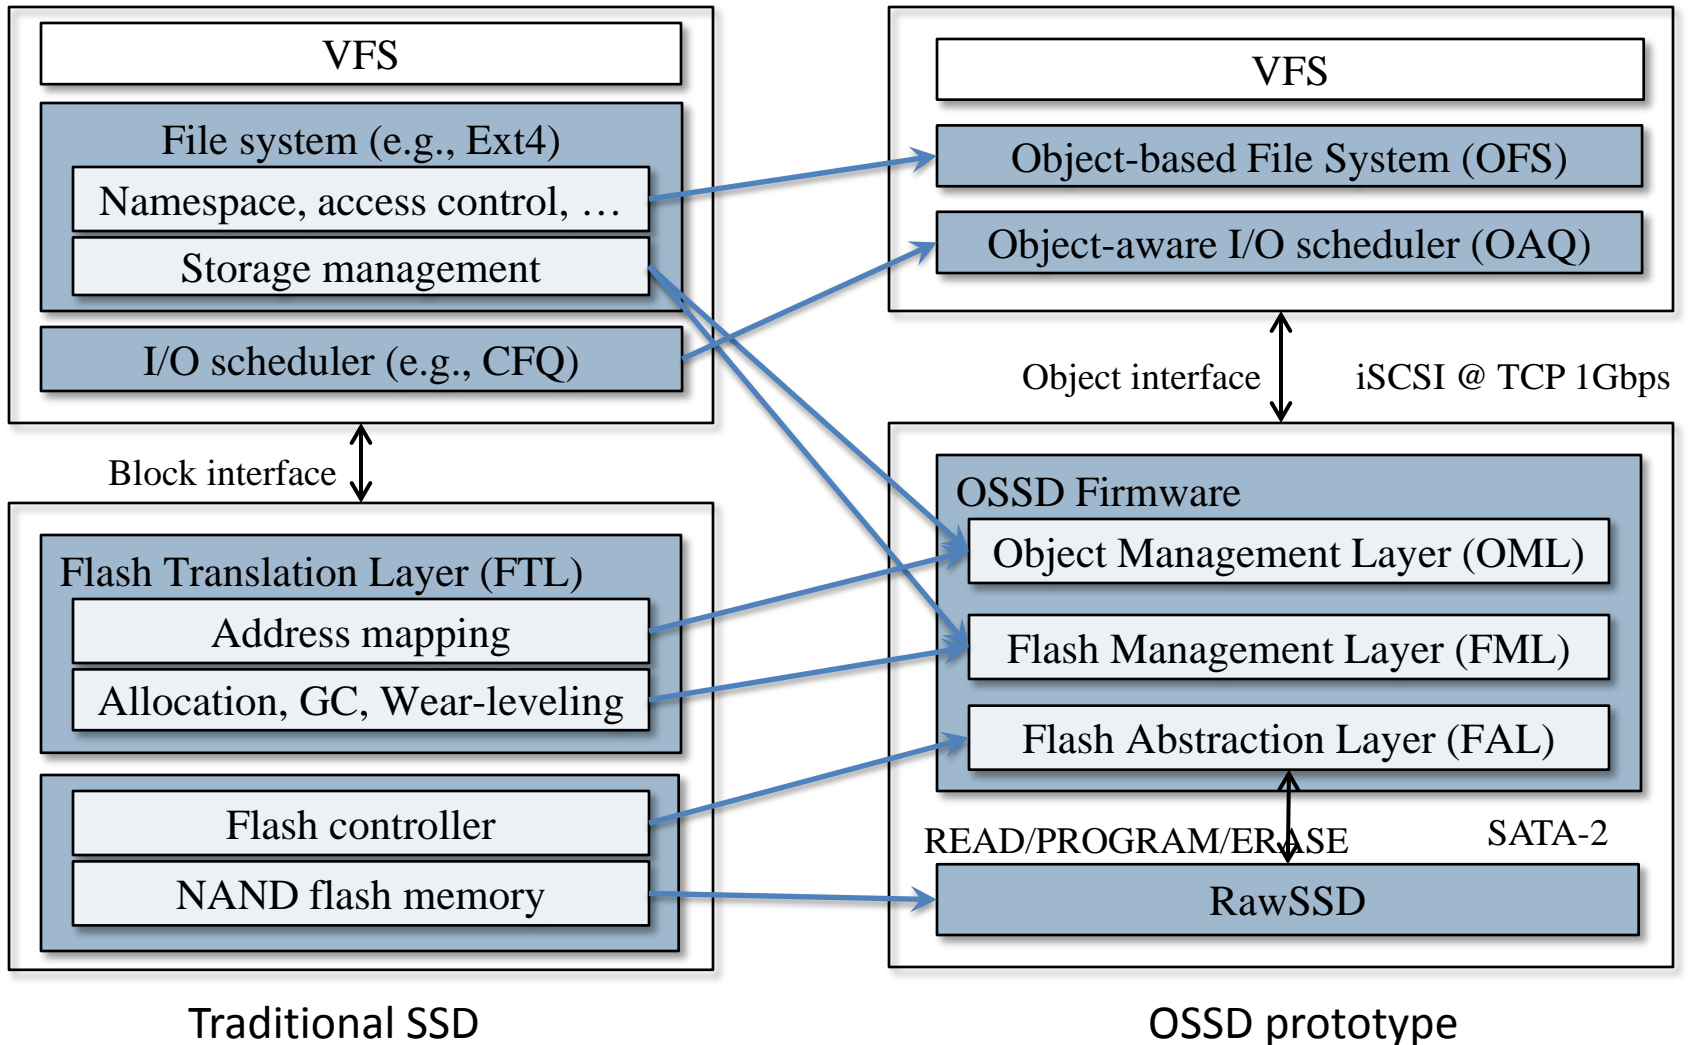 VFS
File system (e.g., Ext4)
Namespace, access control, …
Storage management
I/O scheduler (e.g., CFQ)
Block interface
Flash Translation Layer (FTL)
Address mapping
Allocation, GC, Wear-leveling
Flash controller
NAND flash memory
Traditional SSD
VFS
Object-based File System (OFS)
Object-aware I/O scheduler (OAQ)
Object interface
iSCSI @ TCP 1Gbps
OSSD Firmware
Object Management Layer (OML)
Flash Management Layer (FML)
Flash Abstraction Layer (FAL)
READ/PROGRAM/ERASE
SATA-2
RawSSD
OSSD prototype